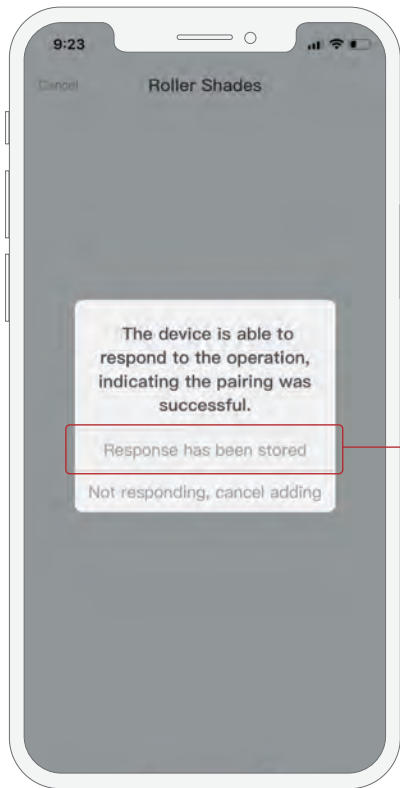 9:23
Cancel
Roller Shades
The device is able to
respond to the operation,
indicating the pairing was
successful.
Response has been stored
Not responding, cancel adding